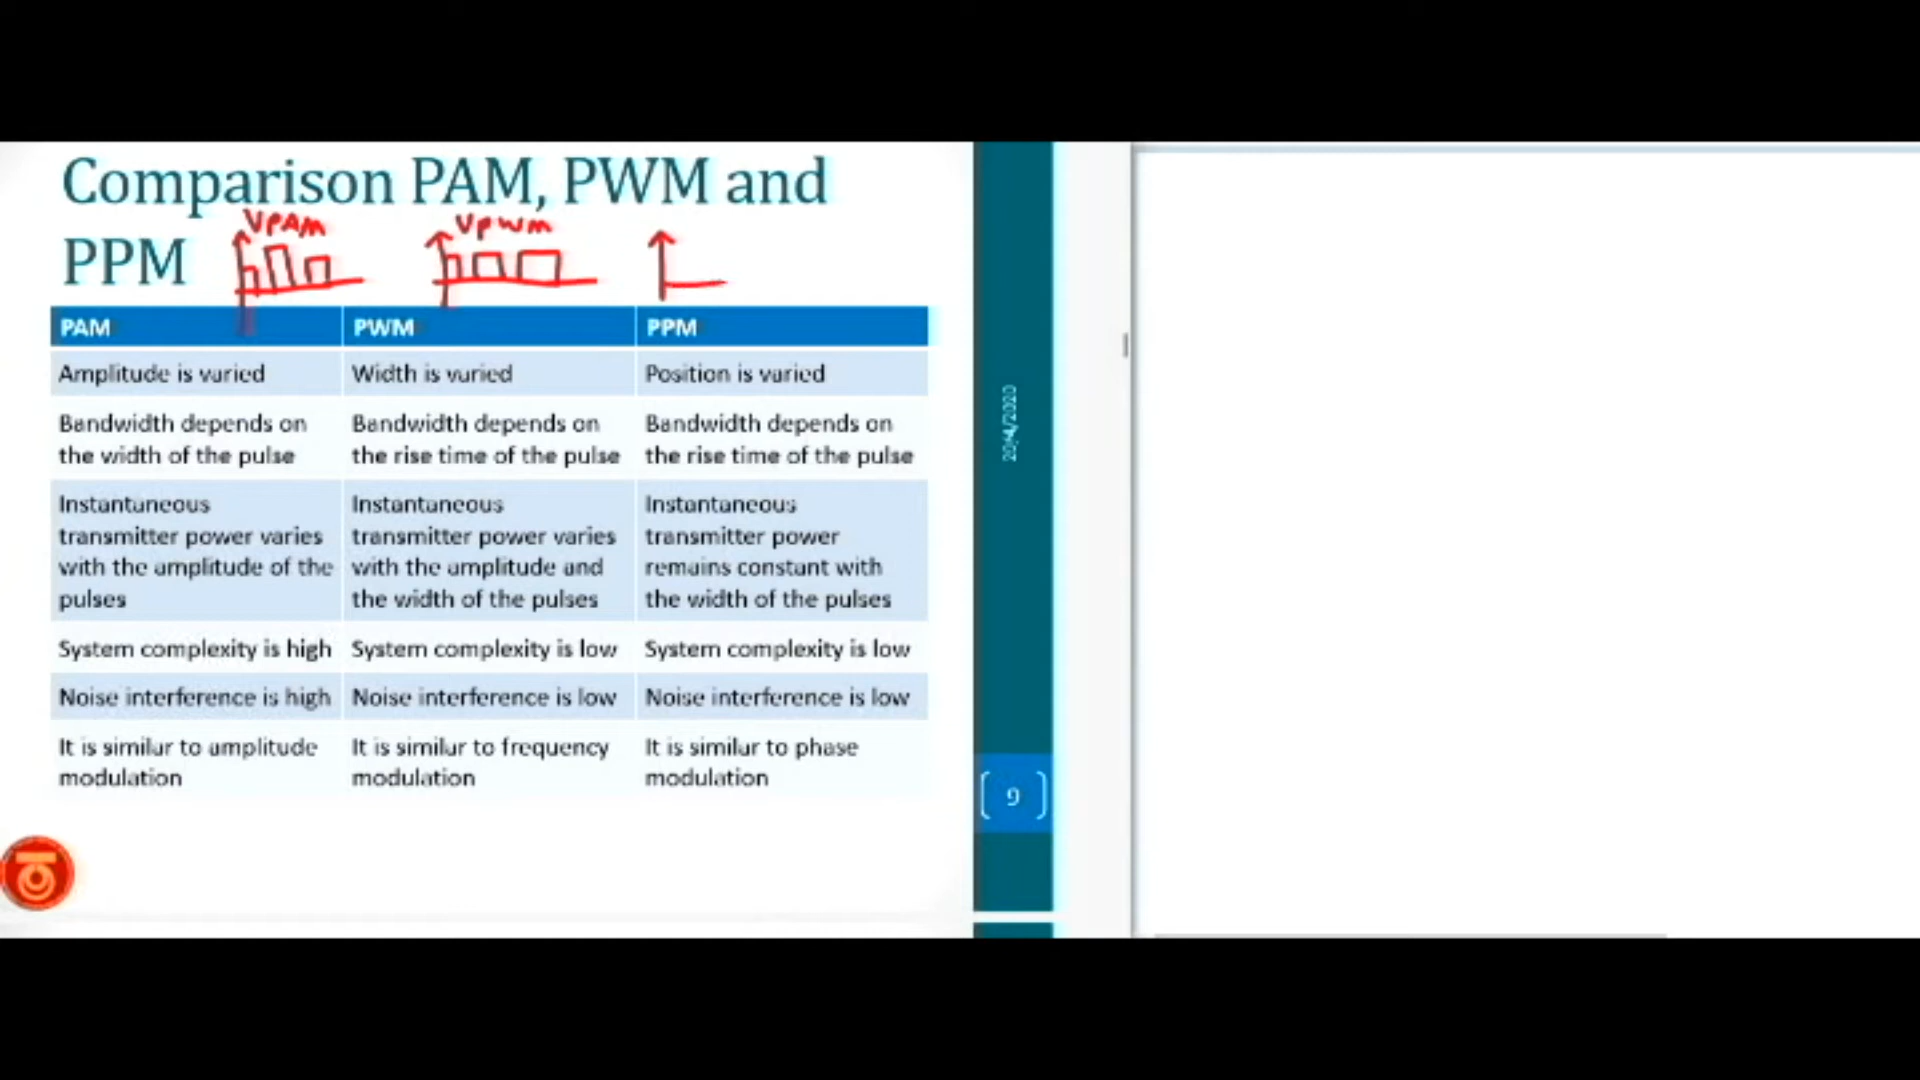 Comparison PAM, PWM and
PPM
VPAM
VPWM
PAM
PWM
PPM
Amplitude is varied
Width is varied
Position is varied
Bandwidth depends on
the width of the pulse
Bandwidth depends on
the rise time of the pulse
Bandwidth depends on
the rise time of the pulse
Instantaneous
transmitter power varies
with the amplitude of the
pulses
Instantaneous
transmitter power varies
with the amplitude and
the width of the pulses
Instantaneous
transmitter power
remains constant with
the width of the pulses
System complexity is high
System complexity is low
System complexity is low
Noise interference is high
Noise interference is low
Noise interference is low
It is similar to amplitude
modulation
It is similar to frequency
modulation
It is similar to phase
modulation
20/4/2020
9